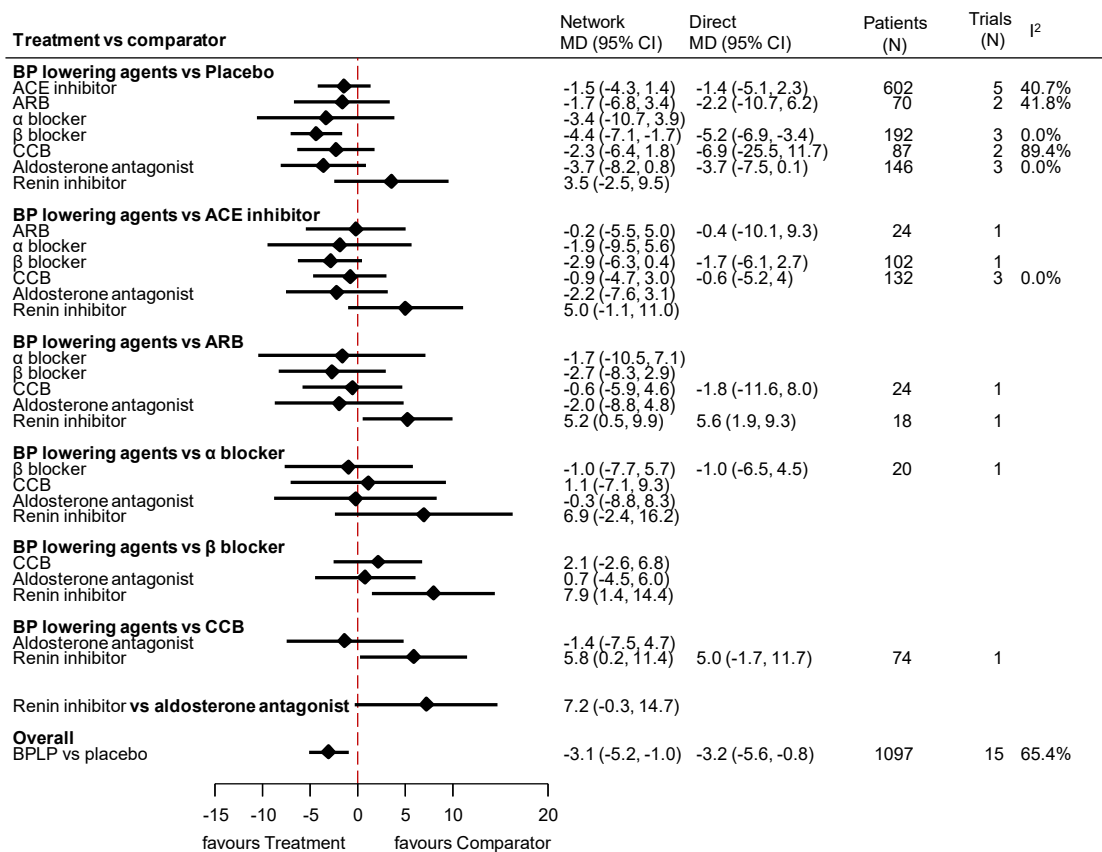 Treatment vs comparator Network MD (95% CI) Direct MD (95% CI) Patients (N) Trials (N) I²
BP lowering agents vs Placebo
ACE inhibitor -1.5 (-4.3, 1.4) -1.4 (-5.1, 2.3) 602 5 40.7%
ARB -1.7 (-6.8, 3.4) -2.2 (-10.7, 6.2) 70 2 41.8%
α blocker -3.4 (-10.7, 3.9)
β blocker -4.4 (-7.1, -1.7) -5.2 (-6.9, -3.4) 192 3 0.0%
CCB -2.3 (-6.4, 1.8) -6.9 (-25.5, 11.7) 87 2 89.4%
Aldosterone antagonist -3.7 (-8.2, 0.8) -3.7 (-7.5, 0.1) 146 3 0.0%
Renin inhibitor 3.5 (-2.5, 9.5)
BP lowering agents vs ACE inhibitor
ARB -0.2 (-5.5, 5.0) -0.4 (-10.1, 9.3) 24 1
α blocker -1.9 (-9.5, 5.6)
β blocker -2.9 (-6.3, 0.4) -1.7 (-6.1, 2.7) 102 1
CCB -0.9 (-4.7, 3.0) -0.6 (-5.2, 4) 132 3 0.0%
Aldosterone antagonist -2.2 (-7.6, 3.1)
Renin inhibitor 5.0 (-1.1, 11.0)
BP lowering agents vs ARB
α blocker -1.7 (-10.5, 7.1)
β blocker -2.7 (-8.3, 2.9)
CCB -0.6 (-5.9, 4.6) -1.8 (-11.6, 8.0) 24 1
Aldosterone antagonist -2.0 (-8.8, 4.8)
Renin inhibitor 5.2 (0.5, 9.9) 5.6 (1.9, 9.3) 18 1
BP lowering agents vs α blocker
β blocker -1.0 (-7.7, 5.7) -1.0 (-6.5, 4.5) 20 1
CCB 1.1 (-7.1, 9.3)
Aldosterone antagonist -0.3 (-8.8, 8.3)
Renin inhibitor 6.9 (-2.4, 16.2)
BP lowering agents vs β blocker
CCB 2.1 (-2.6, 6.8)
Aldosterone antagonist 0.7 (-4.5, 6.0)
Renin inhibitor 7.9 (1.4, 14.4)
BP lowering agents vs CCB
Aldosterone antagonist -1.4 (-7.5, 4.7)
Renin inhibitor 5.8 (0.2, 11.4) 5.0 (-1.7, 11.7) 74 1
Renin inhibitor vs aldosterone antagonist 7.2 (-0.3, 14.7)
Overall
BPLP vs placebo -3.1 (-5.2, -1.0) -3.2 (-5.6, -0.8) 1097 15 65.4%
-15 -10 -5 0 5 10 15 20
favours Treatment favours Comparator